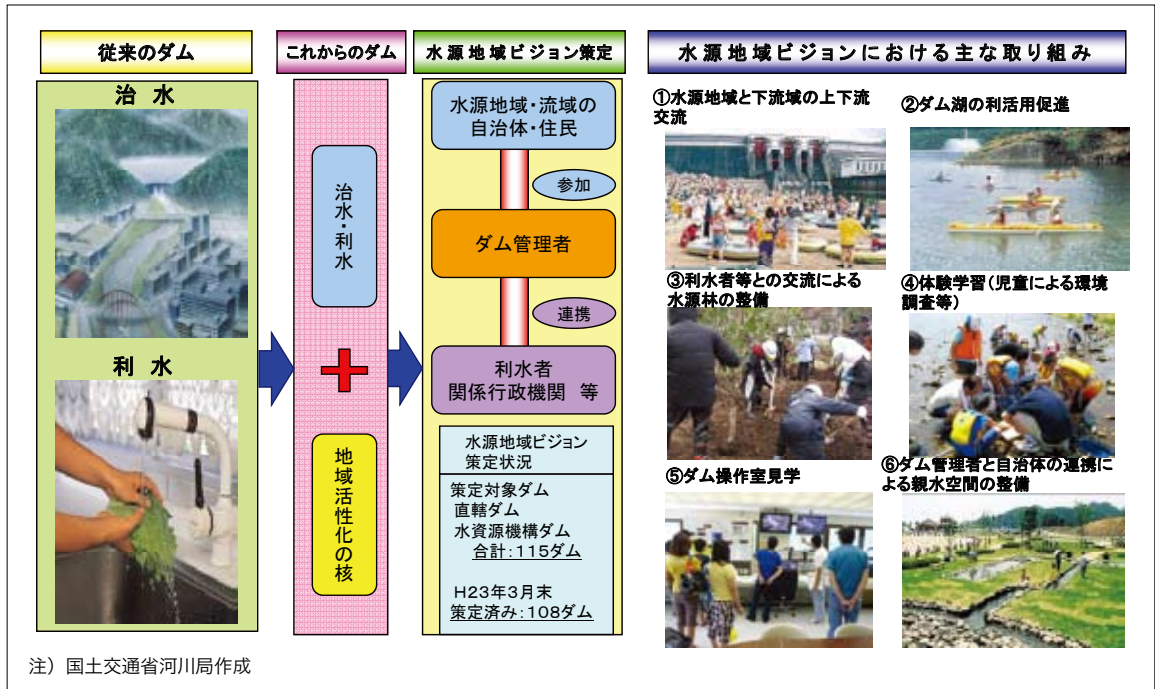 従来のダム
治 水
利 水
これからのダム
治水・利水
地域活性化の核
水源地域ビジョン策定
水源地域・流域の
自治体・住民
参加
ダム管理者
連携
利水者
関係行政機関 等
水源地域ビジョン
策定状況
策定対象ダム
直轄ダム
水資源機構ダム
合計：115ダム
H23年3月末
策定済み：108ダム
水源地域ビジョンにおける主な取り組み
①水源地域と下流域の上下流
交流
②ダム湖の利活用促進
③利水者等との交流による
水源林の整備
④体験学習（児童による環境
調査等）
⑤ダム操作室見学
⑥ダム管理者と自治体の連携に
よる親水空間の整備
注）国土交通省河川局作成